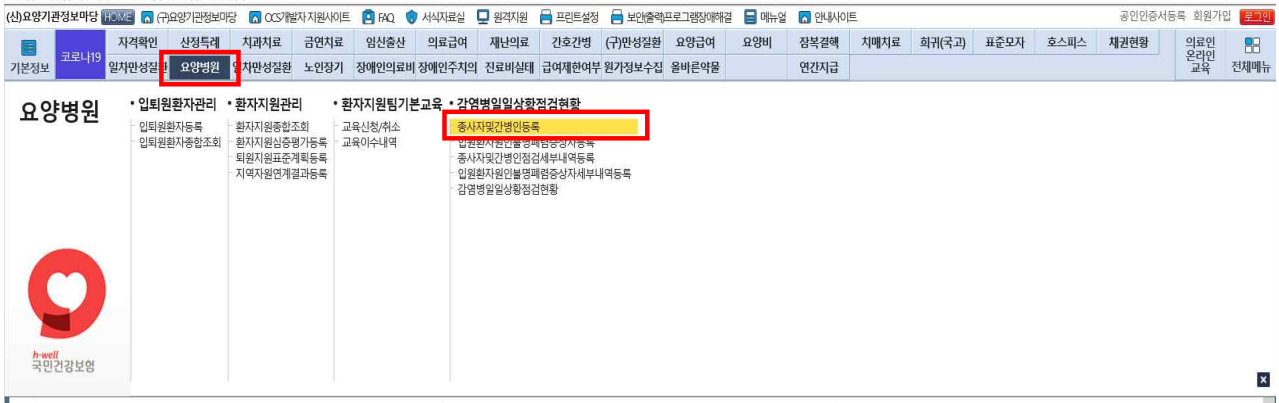 (신)요양기관정보마당 HOME (구)요양기관정보마당 OCS개발자 지원사이트 FAQ 서식자료실 원격지원 프린트설정 보안(출력)프로그램장애해결 메뉴얼 안내사이트 공인인증서등록 회원가입 로그인
기본정보 코로나19 자격확인 산정특례 치과치료 금연치료 임신출산 의료급여 재난의료 간호간병 (구)만성질환 요양급여 요양비 잠복결핵 치매치료 희귀(국고) 표준모자 호스피스 채권현황 의료인 온라인 교육 전체메뉴
일차만성질환 요양병원 일차만성질환 노인장기 장애인의료비 장애인주치의 진료비실태 급여제한여부 원가정보수집 올바른약물 연간지급
요양병원
• 입퇴원환자관리 • 환자지원관리 • 환자지원팀기본교육 • 감염병일일상황점검현황
입퇴원환자등록 환자지원종합조회 교육신청/취소 종사자및간병인등록
입퇴원환자종합조회 환자지원심층평가등록 교육이수내역 입원환자원인불명폐렴증상자등록
퇴원지원표준계획등록 종사자및간병인점검세부내역등록
지역자원연계결과등록 입원환자원인불명폐렴증상자세부내역등록
감염병일일상황점검현황
h-well
국민건강보험
x